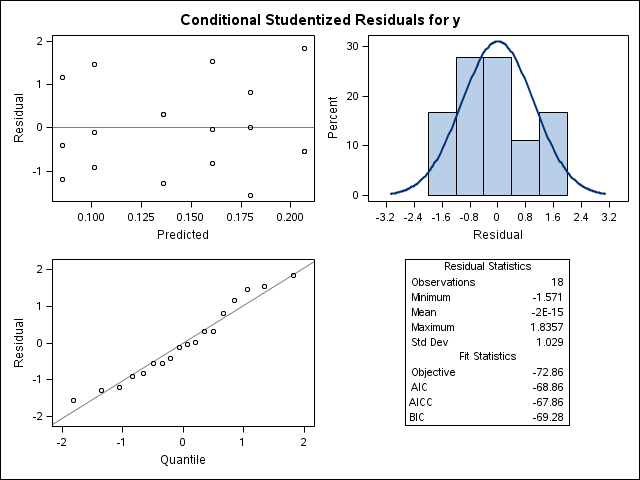 Conditional Studentized Residuals for y
2
1
0
-1
Residual
0.100
0.125
0.150
0.175
0.200
Predicted
30
20
10
0
Percent
-3.2
-2.4
-1.6
-0.8
0
0.8
1.6
2.4
3.2
Residual
2
1
0
-1
-2
Residual
-2
-1
0
1
2
Quantile
Residual Statistics
Observations 18
Minimum -1.571
Mean -2E-15
Maximum 1.8357
Std Dev 1.029
Fit Statistics
Objective -72.86
AIC -68.86
AICC -67.86
BIC -69.28